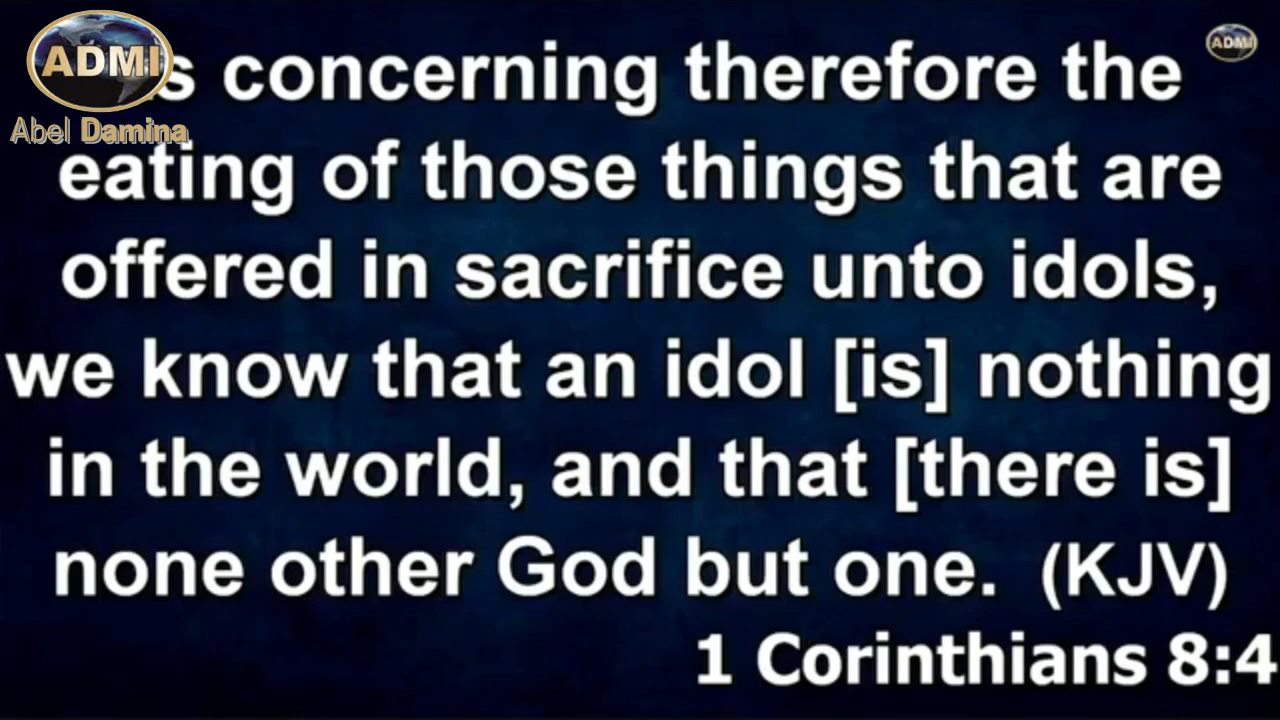 ADMI
Abel Damina
ADMI
s concerning therefore the
eating of those things that are
offered in sacrifice unto idols,
we know that an idol [is] nothing
in the world, and that [there is]
none other God but one. (KJV)
1 Corinthians 8:4